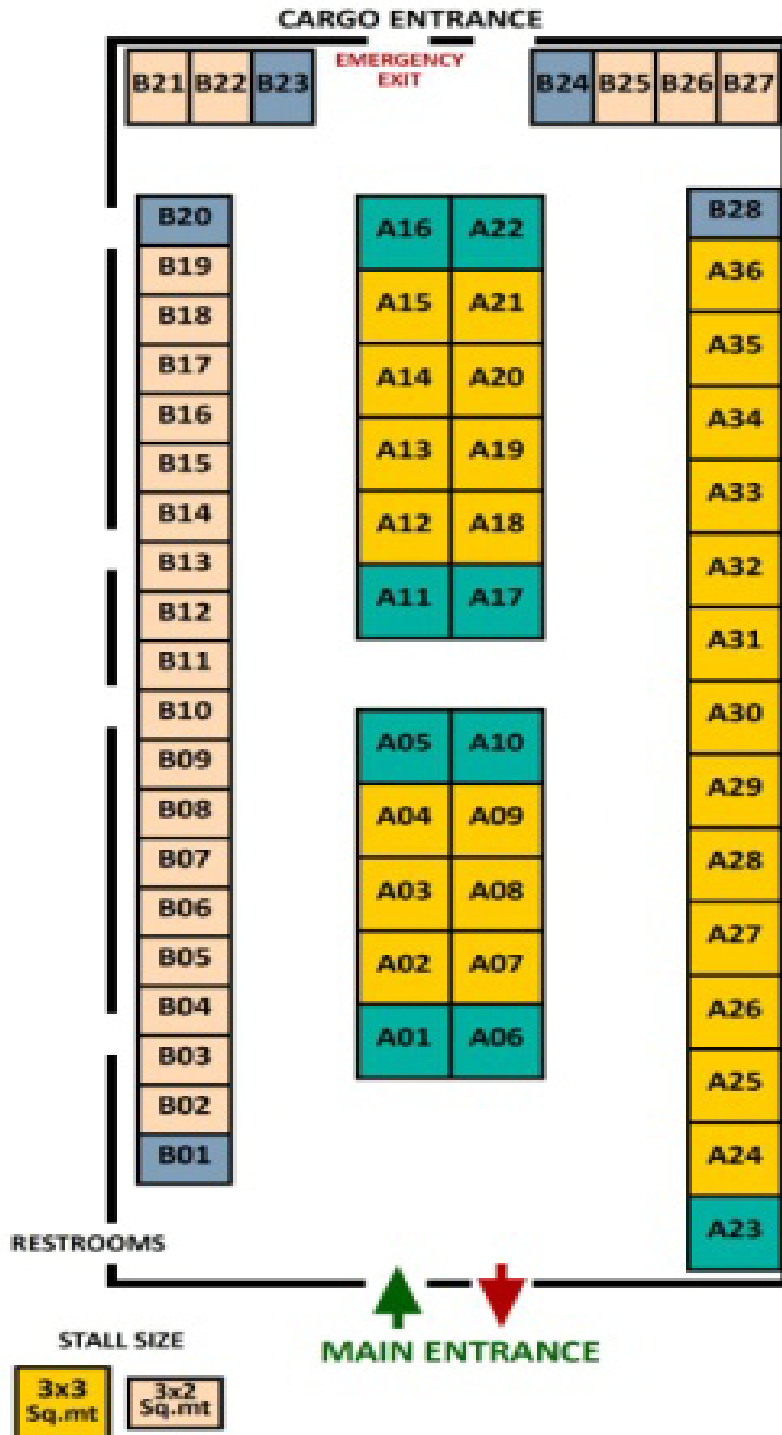 CARGO ENTRANCE
EMERGENCY
EXIT
B21 B22 B23
B24 B25 B26 B27
B20
B19
B18
B17
B16
B15
B14
B13
B12
B11
B10
B09
B08
B07
B06
B05
B04
B03
B02
B01
A16 A22
A15 A21
A14 A20
A13 A19
A12 A18
A11 A17
A05 A10
A04 A09
A03 A08
A02 A07
A01 A06
B28
A36
A35
A34
A33
A32
A31
A30
A29
A28
A27
A26
A25
A24
A23
RESTROOMS
MAIN ENTRANCE
STALL SIZE
3x3
Sq.mt
3x2
Sq.mt